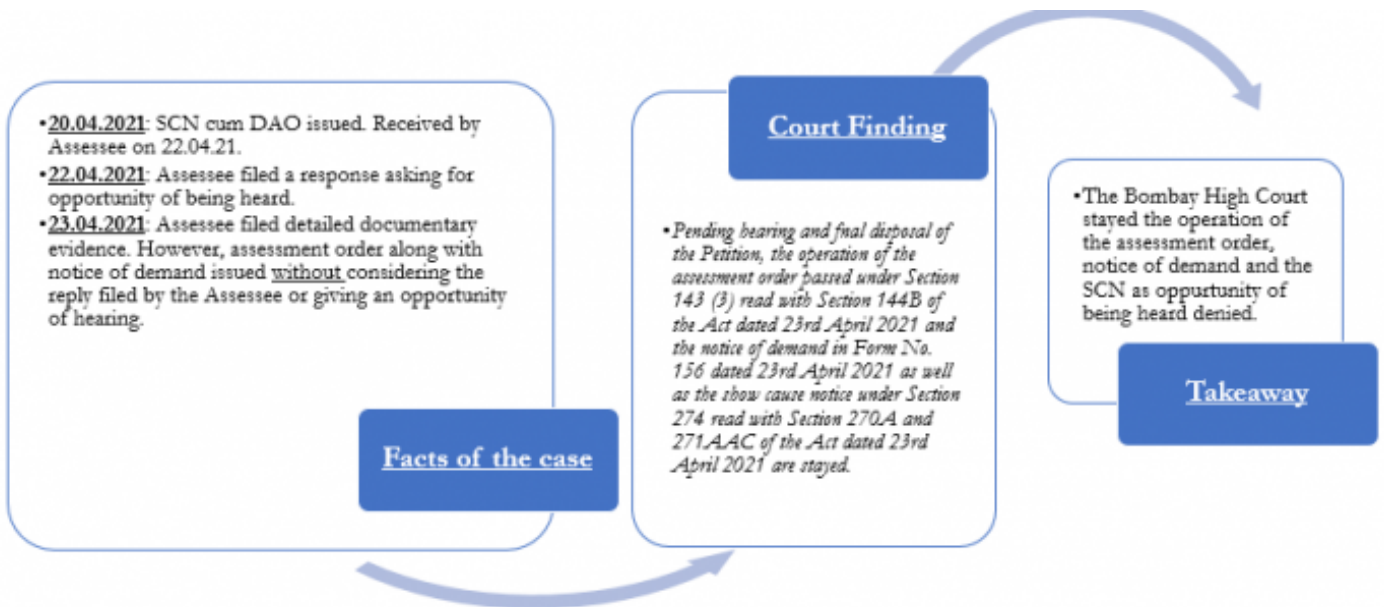 •20.04.2021: SCN cum DAO issued. Received by
Assessee on 22.04.21.
•22.04.2021: Assessee filed a response asking for
opportunity of being heard.
•23.04.2021: Assessee filed detailed documentary
evidence. However, assessment order along with
notice of demand issued without considering the
reply filed by the Assessee or giving an opportunity
of hearing.
Facts of the case
Court Finding
•Pending hearing and fnal disposal of
the Petition, the operation of the
assessment order passed under Section
143 (3) read with Section 144B of
the Act dated 23rd April 2021 and
the notice of demand in Form No.
156 dated 23rd April 2021 as well
as the show cause notice under Section
274 read with Section 270A and
271AAC of the Act dated 23rd
April 2021 are stayed.
•The Bombay High Court
stayed the operation of
the assessment order,
notice of demand and the
SCN as oppurtunity of
being heard denied.
Takeaway